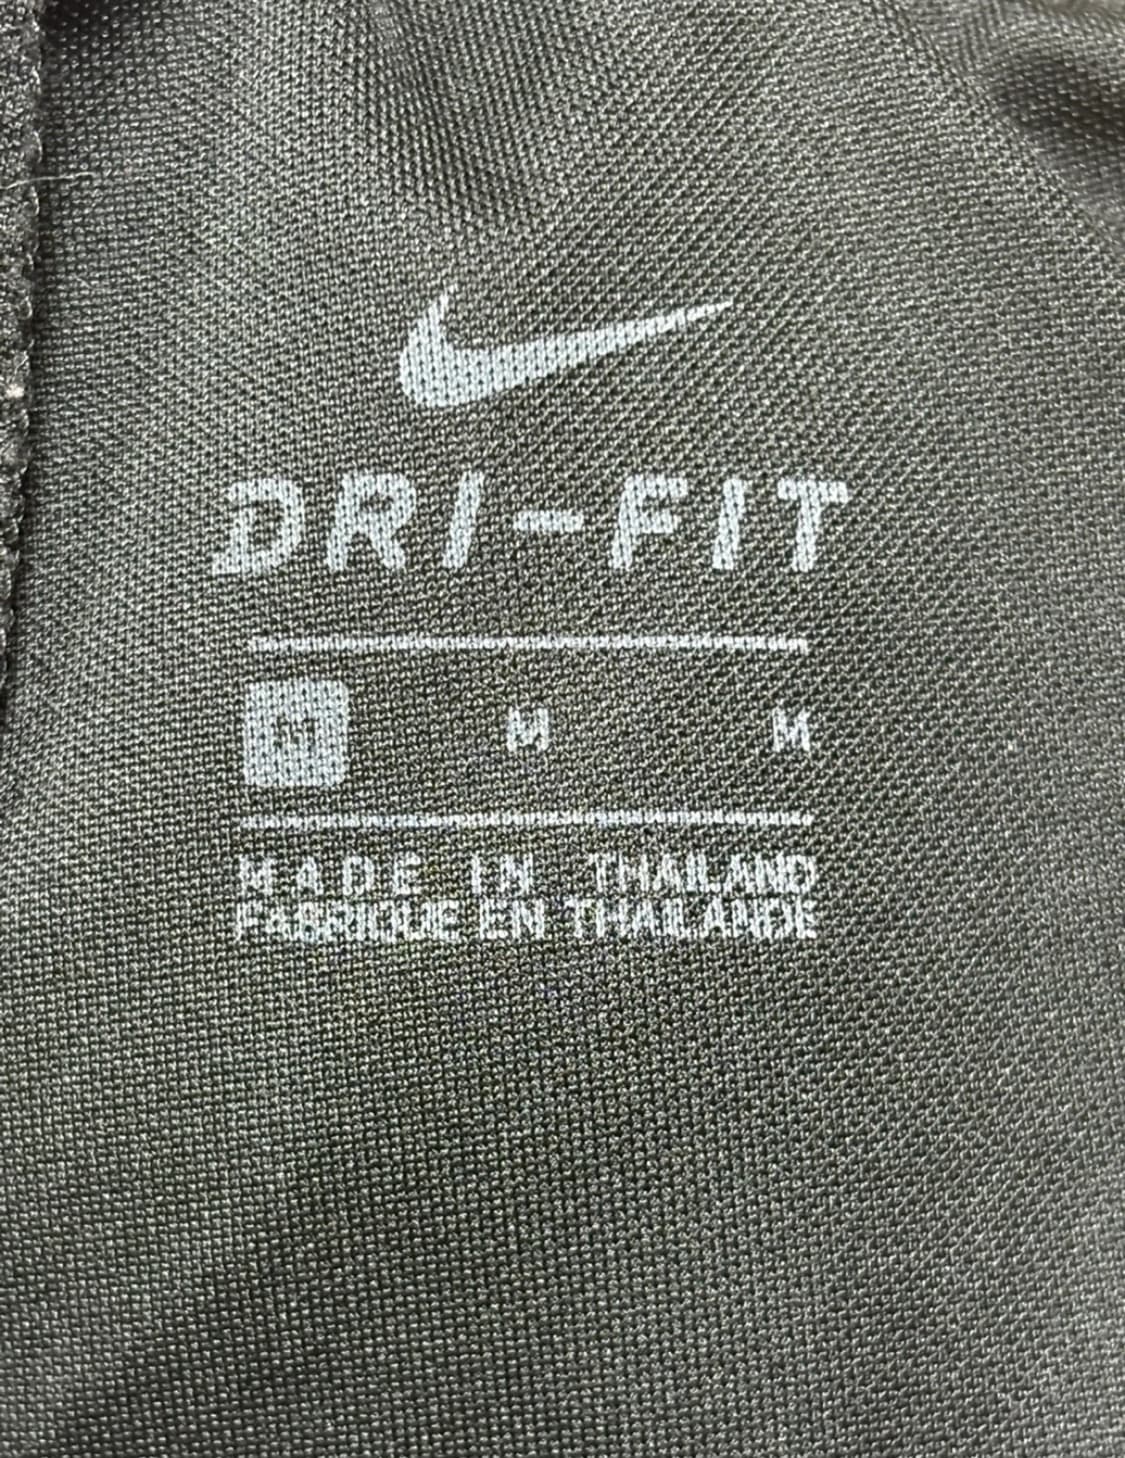 DRI-FIT
M M M
MADE IN THAILAND
FABRIQUE EN THAILANDE